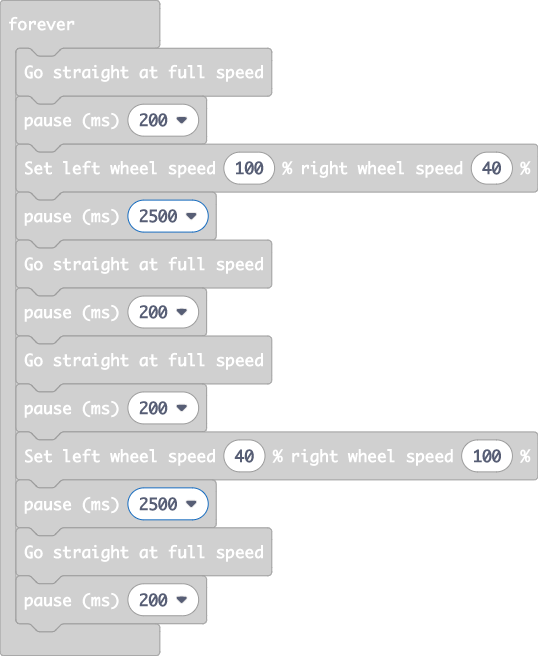 forever
Go straight at full speed
pause (ms) 200
Set left wheel speed 100 % right wheel speed 40 %
pause (ms) 2500
Go straight at full speed
pause (ms) 200
Go straight at full speed
pause (ms) 200
Set left wheel speed 40 % right wheel speed 100 %
pause (ms) 2500
Go straight at full speed
pause (ms) 200